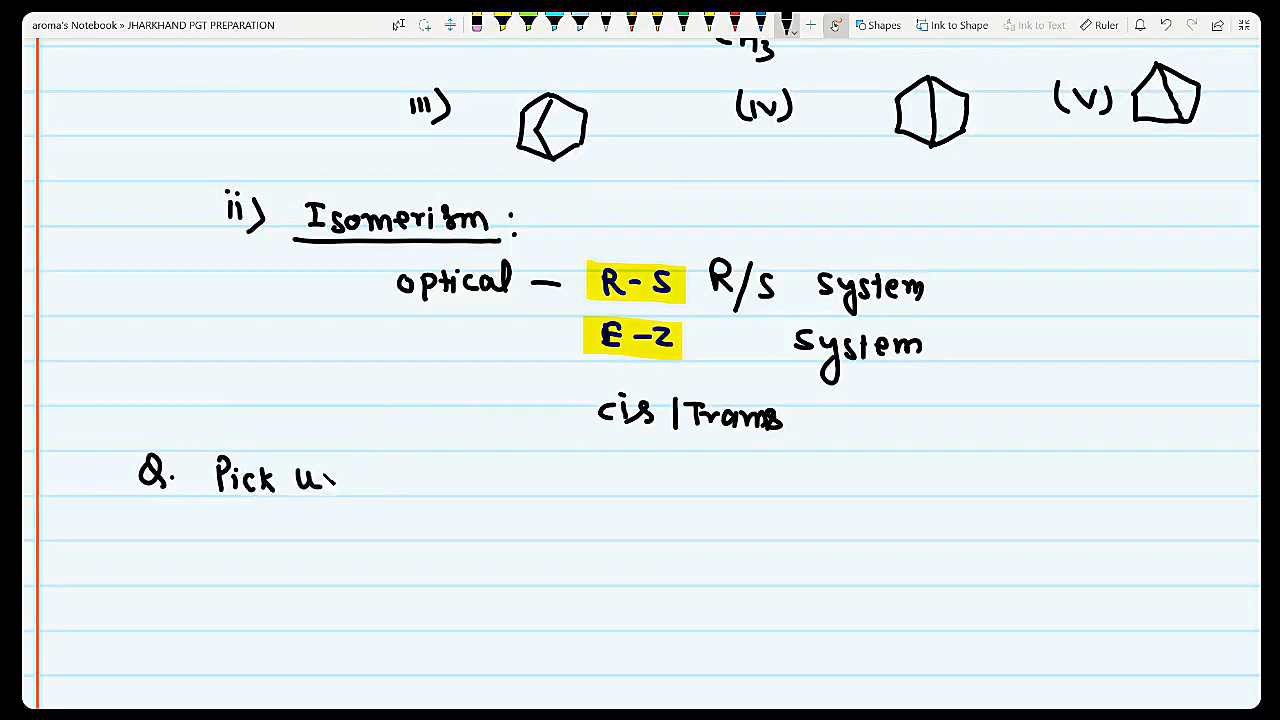 aroma's Notebook » JHARKHAND PGT PREPARATION
Shapes Ink to Shape Ink to Text Ruler
CH3
iii) (iv) (v)
ii) Isomerism :
optical — R-S R/S system
E-Z system
cis/Trans
Q. Pick